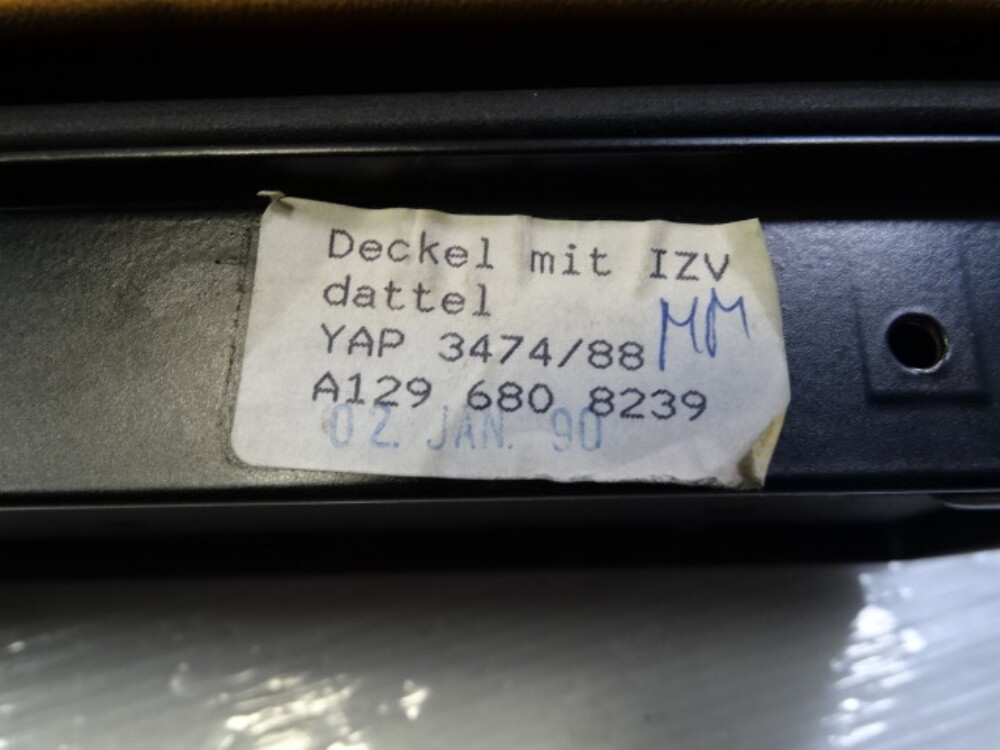 Deckel mit IZV
dattel
YAP 3474/88
MM
A129 680 8239
02. JAN. 90